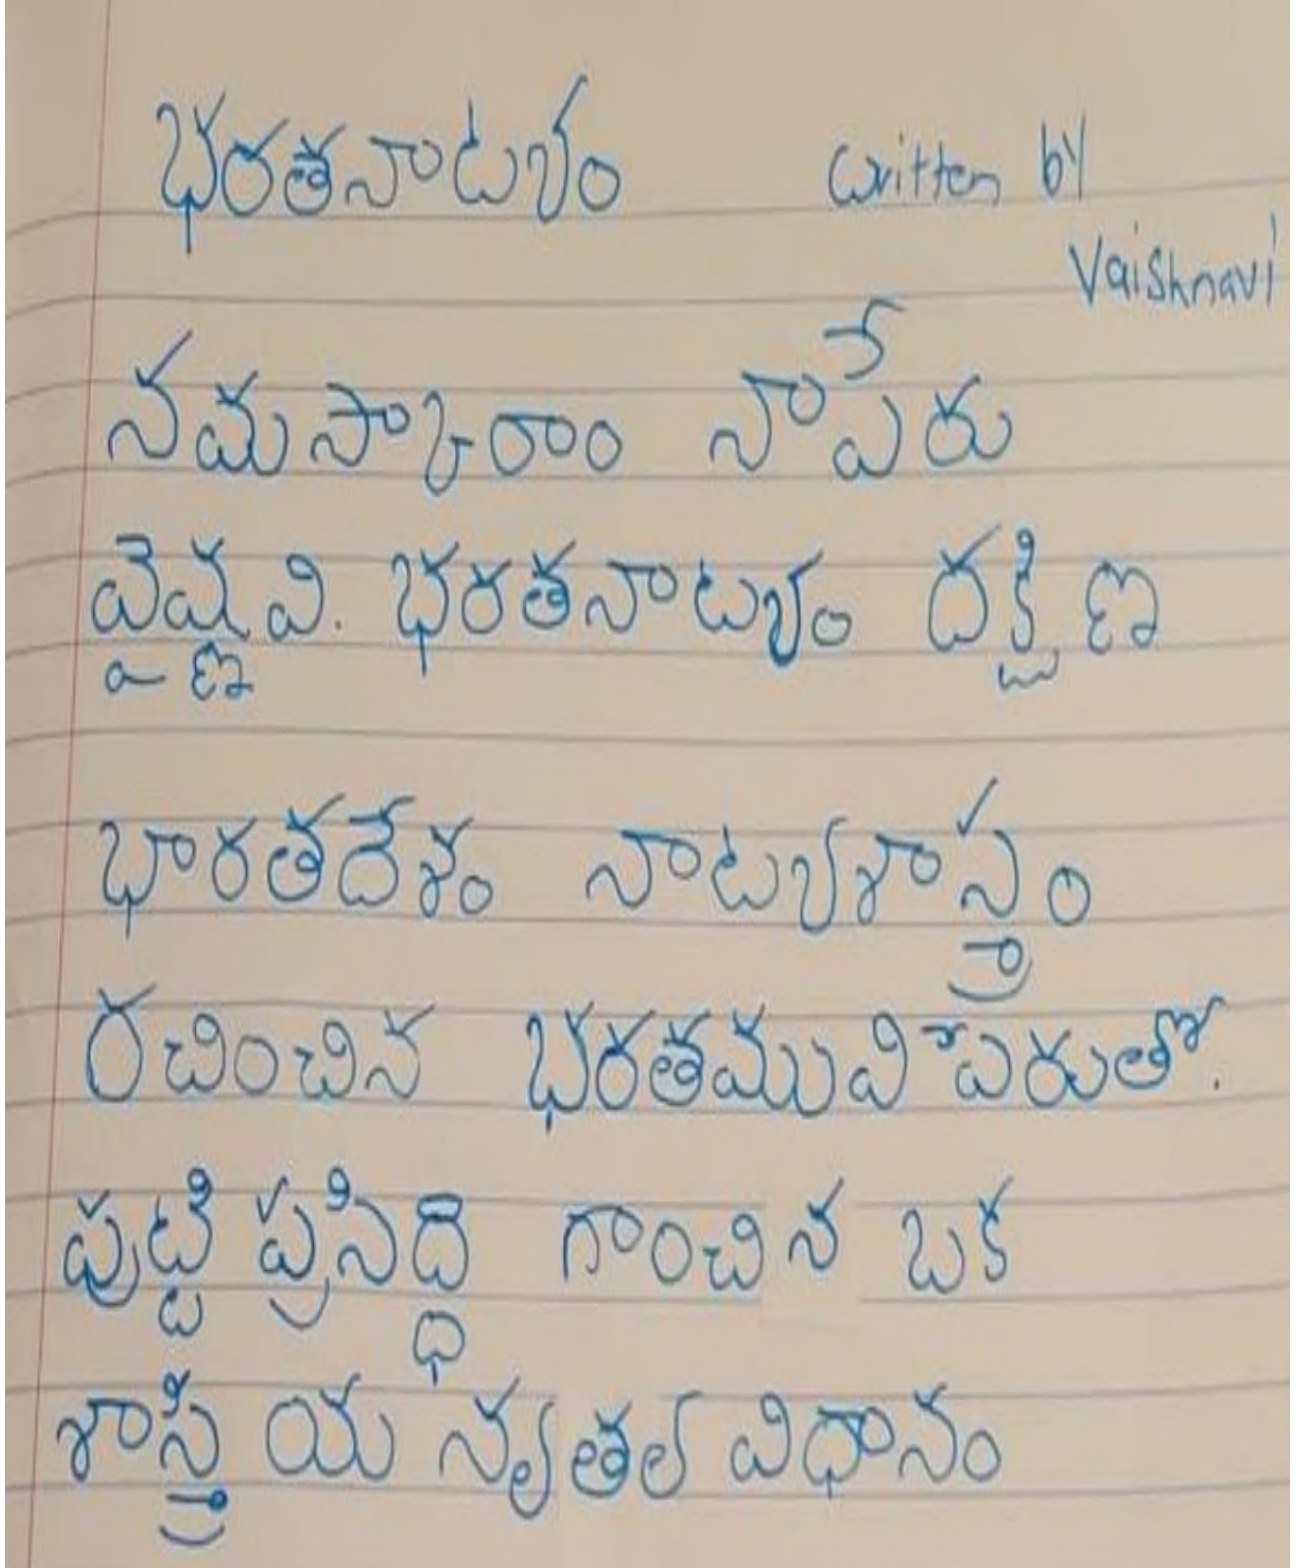 భరతనాట్యం written by
Vaishnavi
నమస్కారాం నాపేరు
వైష్ణవి. భరతనాట్యం దక్షిణ
భారతదేశం నాట్యశాస్త్రం
రచించిన భరతమువి పేరుతో.
పుట్టి ప్రసిద్ధి గాంచిన ఒక
శాస్త్రియ నృత్య విధానం